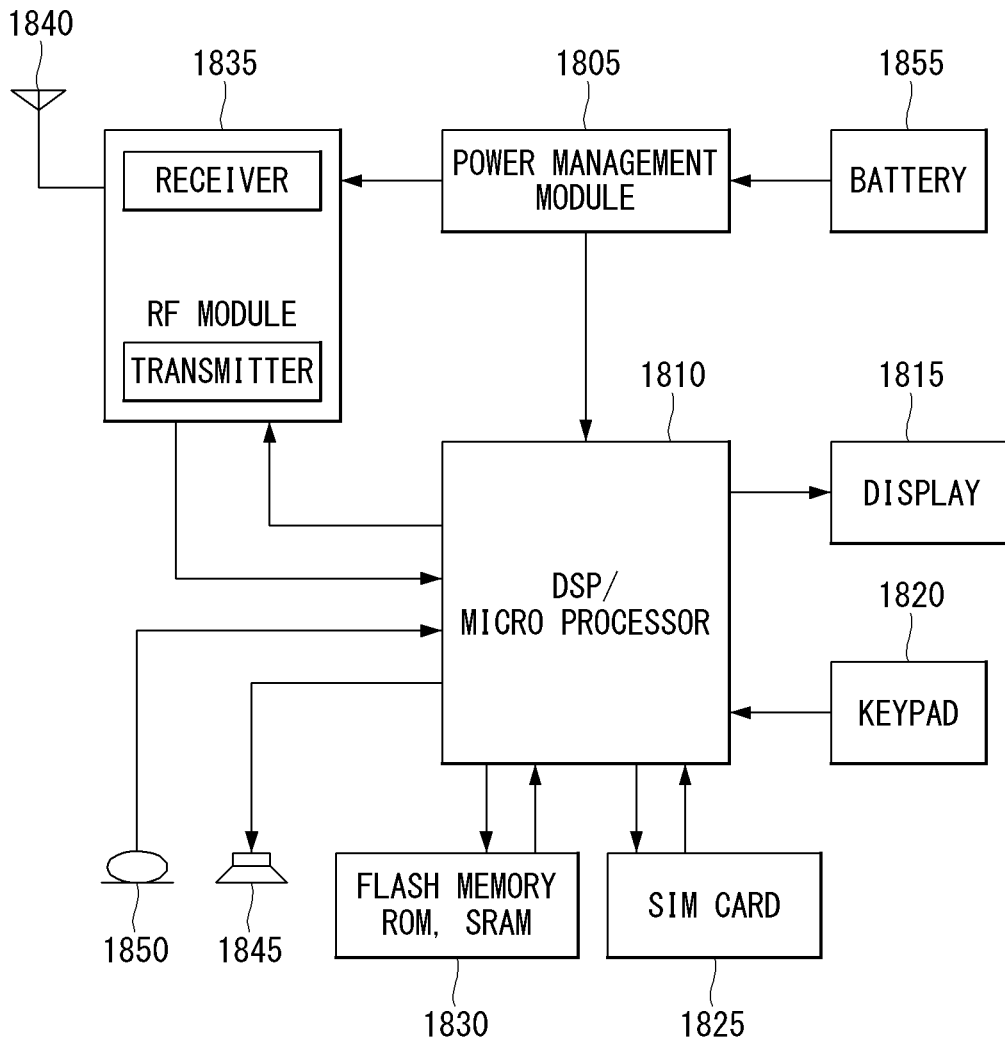 1840
1835
1805
1855
RECEIVER
POWER MANAGEMENT
MODULE
BATTERY
RF MODULE
TRANSMITTER
1810
1815
DISPLAY
DSP/
MICRO PROCESSOR
1820
KEYPAD
FLASH MEMORY
ROM, SRAM
SIM CARD
1850
1845
1830
1825